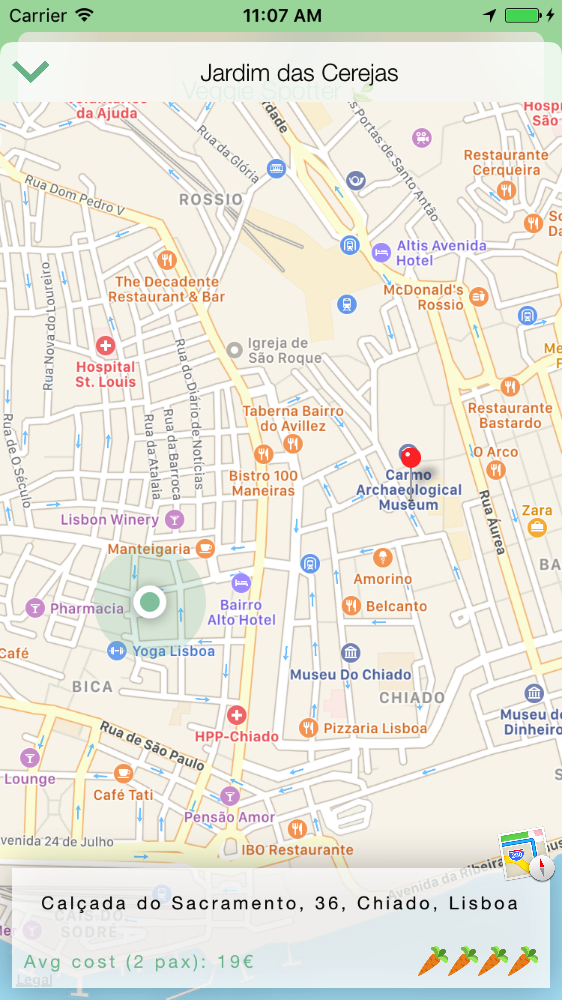 Carrier 11:07 AM
Jardim das Cerejas
Veggie Spotter
da Ajuda
Rua da Glória
s Portas de Santo Antão
Restaurante
Cerqueira
Rua Dom Pedro V
ROSSIO
Altis Avenida
Hotel
The Decadente
Restaurant & Bar
McDonald's
Rossio
Rua Nova do Loureiro
Igreja de
São Roque
Hospital
St. Louis
Rua do Diário de Notícias
Taberna Bairro
do Avillez
Restaurante
Bastardo
Rua de O Século
Rua da Atalaia
Rua da Barroca
O Arco
Bistro 100
Maneiras
Carmo
Archaeological
Museum
Rua Áurea
Zara
Lisbon Winery
Manteigaria
BA
Amorino
Pharmacia
Bairro
Alto Hotel
Belcanto
Café
Yoga Lisboa
Museu Do Chiado
BICA
CHIADO
Museu do
Dinheiro
HPP-Chiado
Pizzaria Lisboa
Rua de São Paulo
Lounge
Café Tati
Pensão Amor
venida 24 de Julho
IBO Restaurante
Avenida da Ribeira
Calçada do Sacramento, 36, Chiado, Lisboa
CAIS DO
SODRÉ
Avg cost (2 pax): 19€
Legal